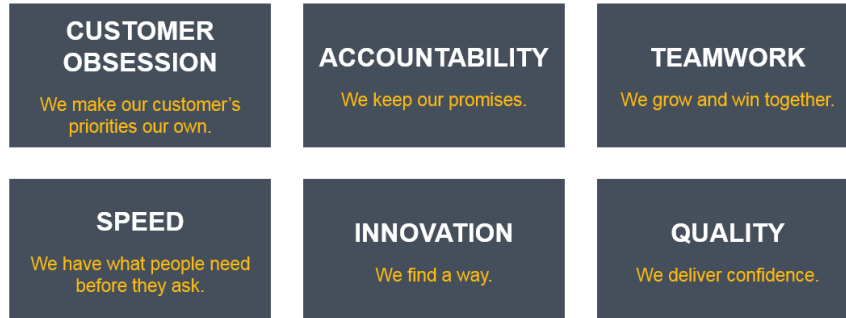 CUSTOMER
OBSESSION
We make our customer's
priorities our own.
ACCOUNTABILITY
We keep our promises.
TEAMWORK
We grow and win together.
SPEED
We have what people need
before they ask.
INNOVATION
We find a way.
QUALITY
We deliver confidence.